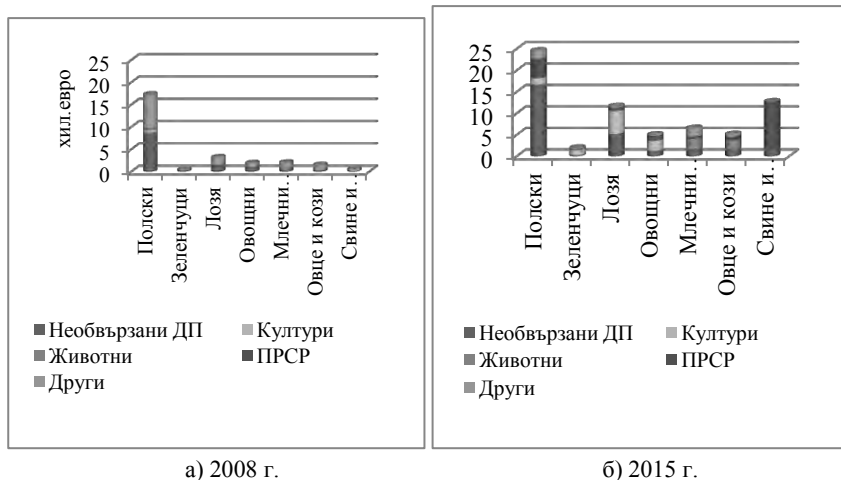 хил.евро
25
20
15
10
5
0
Полски
Зеленчуци
Лозя
Овощни
Млечни..
Овце и кози
Свине и..
Необвързани ДП
Култури
Животни
ПРСР
Други
а) 2008 г.
25
20
15
10
5
0
Полски
Зеленчуци
Лозя
Овощни
Млечни..
Овце и кози
Свине и…
Необвързани ДП
Култури
Животни
ПРСР
Други
б) 2015 г.